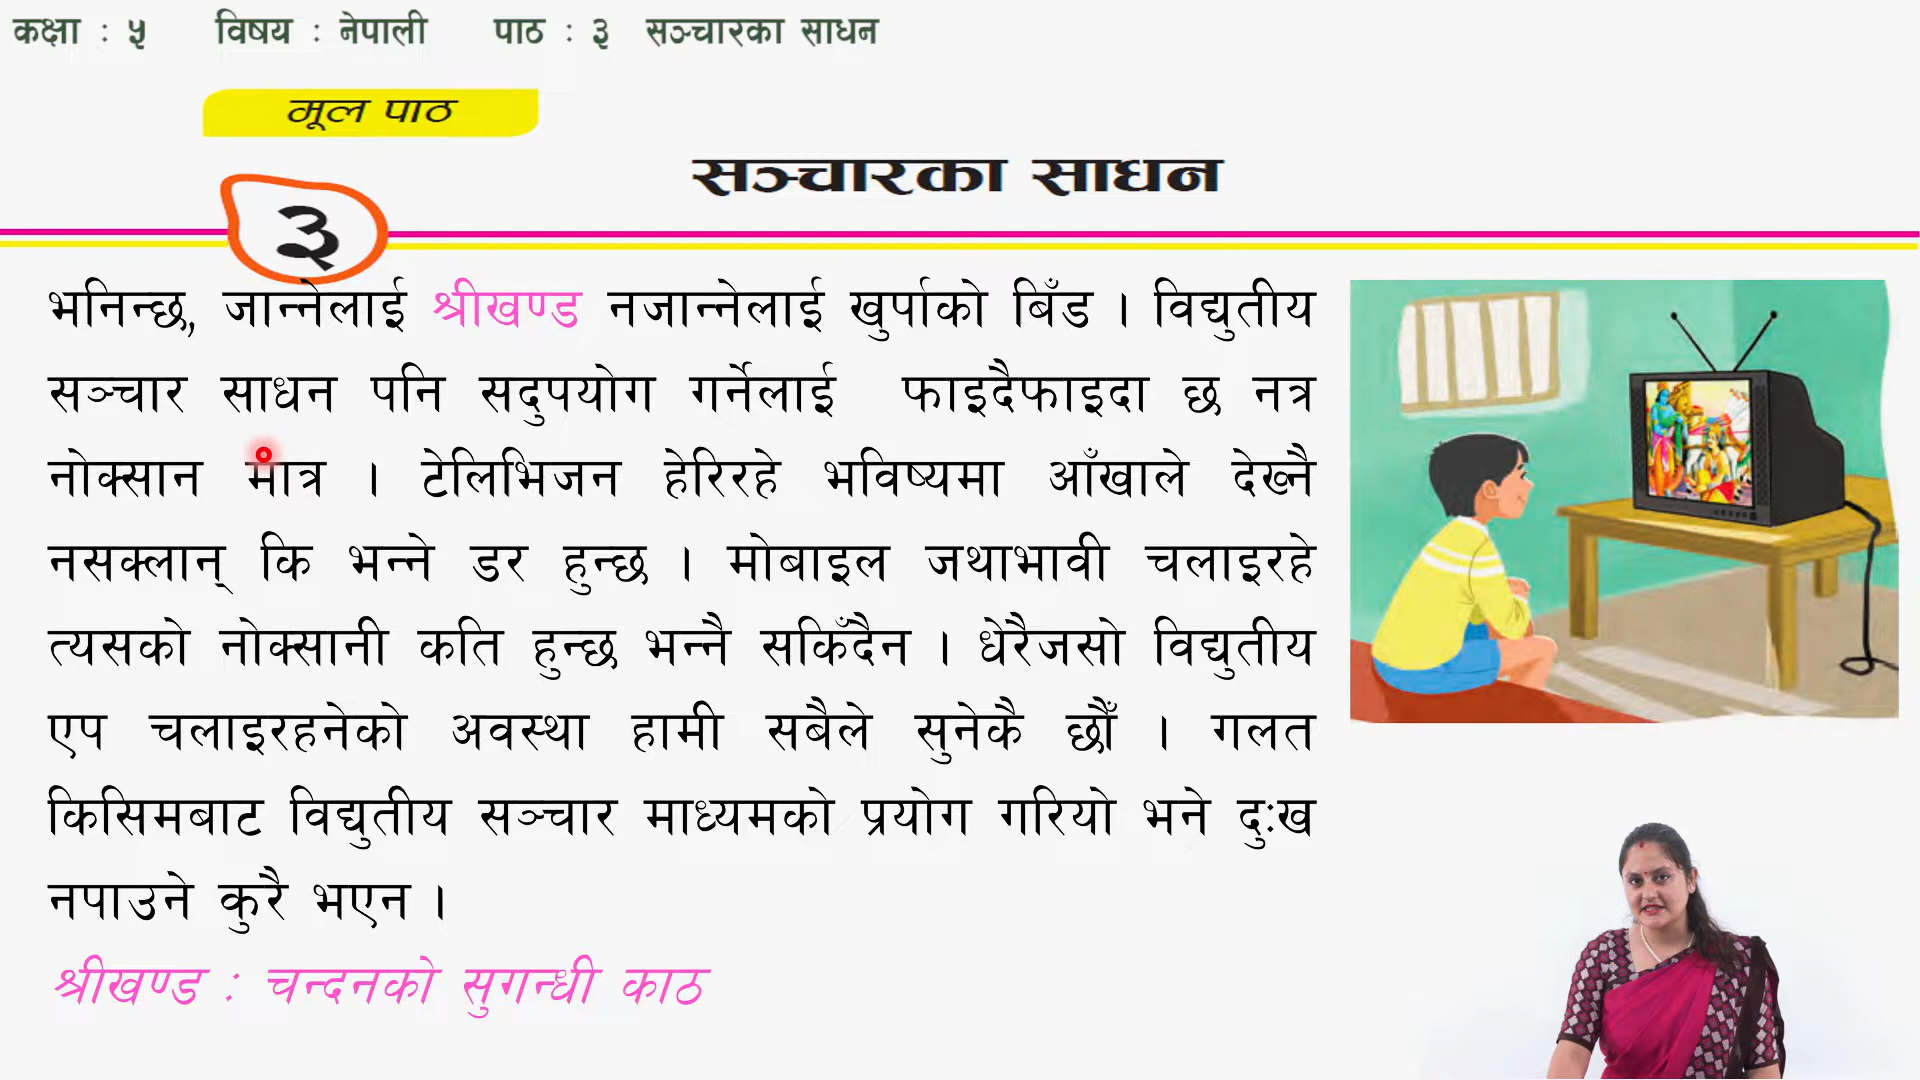 कक्षा : ५ विषय : नेपाली पाठ : ३ सञ्चारका साधन
मूल पाठ
सञ्चारका साधन
३
भनिन्छ, जान्नेलाई श्रीखण्ड नजान्नेलाई खुर्पाको बिँड । विद्युतीय
सञ्चार साधन पनि सदुपयोग गर्नेलाई फाइदैफाइदा छ नत्र
नोक्सान मात्र । टेलिभिजन हेरिरहे भविष्यमा आँखाले देख्नै
नसक्लान् कि भन्ने डर हुन्छ । मोबाइल जथाभावी चलाइरहे
त्यसको नोक्सानी कति हुन्छ भन्नै सकिँदैन । धेरैजसो विद्युतीय
एप चलाइरहनेको अवस्था हामी सबैले सुनेकै छौँ । गलत
किसिमबाट विद्युतीय सञ्चार माध्यमको प्रयोग गरियो भने दुःख
नपाउने कुरै भएन ।
श्रीखण्ड : चन्दनको सुगन्धी काठ